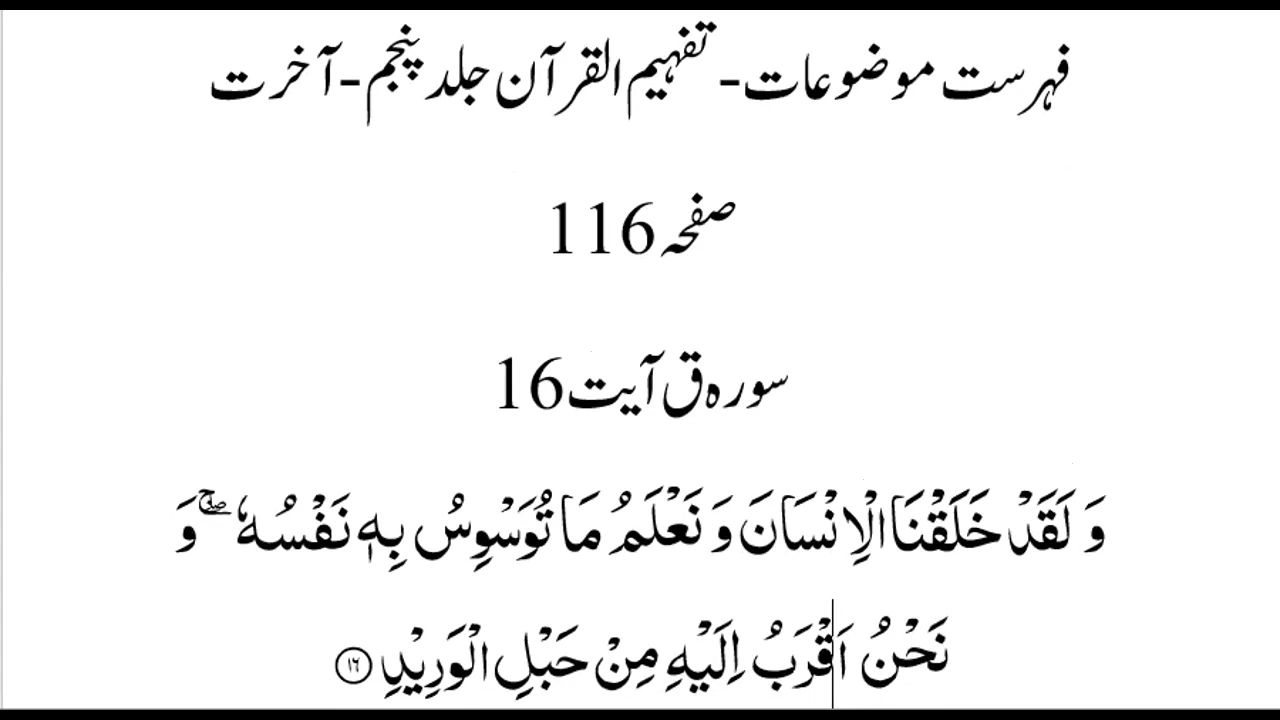 فہرست موضوعات-تفہیم القرآن جلد پنجم-آخرت
صفحہ 116
سورہ ق آیت 16
وَ لَقَدْ خَلَقْنَا الْاِنْسَانَ وَ نَعْلَمُ مَا تُوَسْوِسُ بِهٖ نَفْسُهٗ ۖۚ وَ
نَحْنُ اَقْرَبُ اِلَیْهِ مِنْ حَبْلِ الْوَرِیْدِ ﴿۱۶﴾